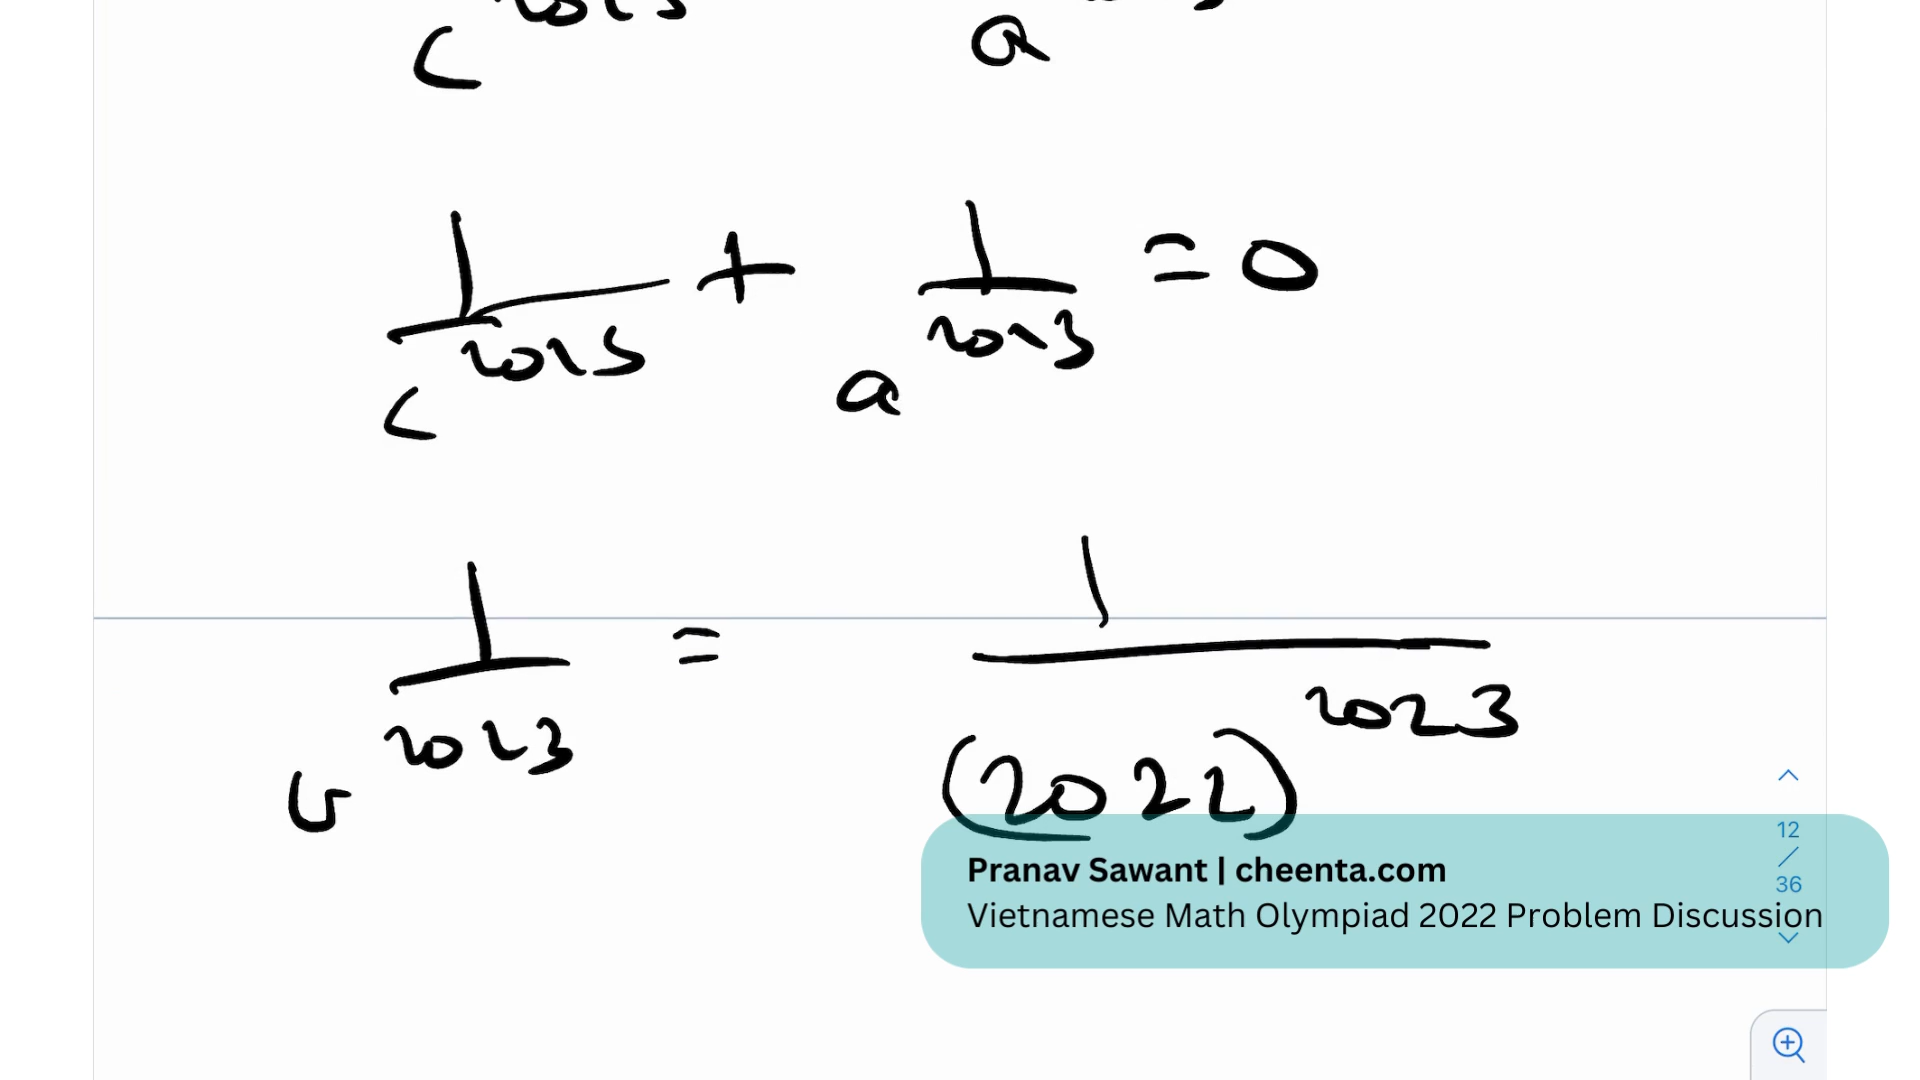 c a
1/c^2023 + 1/a^2023 = 0
1/b^2023 = 1/(2022)^2023
12
/
36
Pranav Sawant | cheenta.com
Vietnamese Math Olympiad 2022 Problem Discussion